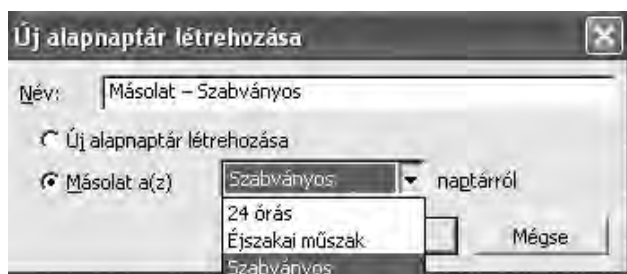 Új alapnaptár létrehozása
Név: Másolat – Szabványos
Új alapnaptár létrehozása
Másolat a(z) Szabványos naptárról
24 órás
Éjszakai műszak Mégse
Szabványos